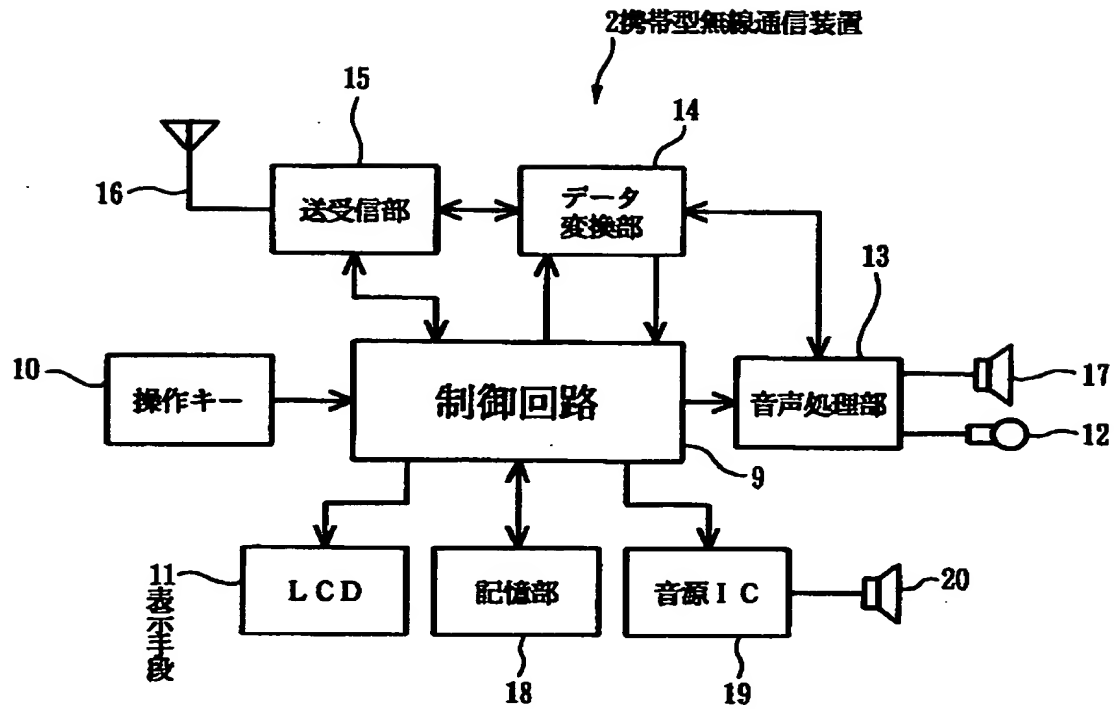 2携帯型無線通信装置
15
14
16
送受信部
データ
変換部
13
10
操作キー
制御回路
音声処理部
17
12
9
11表示手段
LCD
記憶部
音源IC
20
18
19